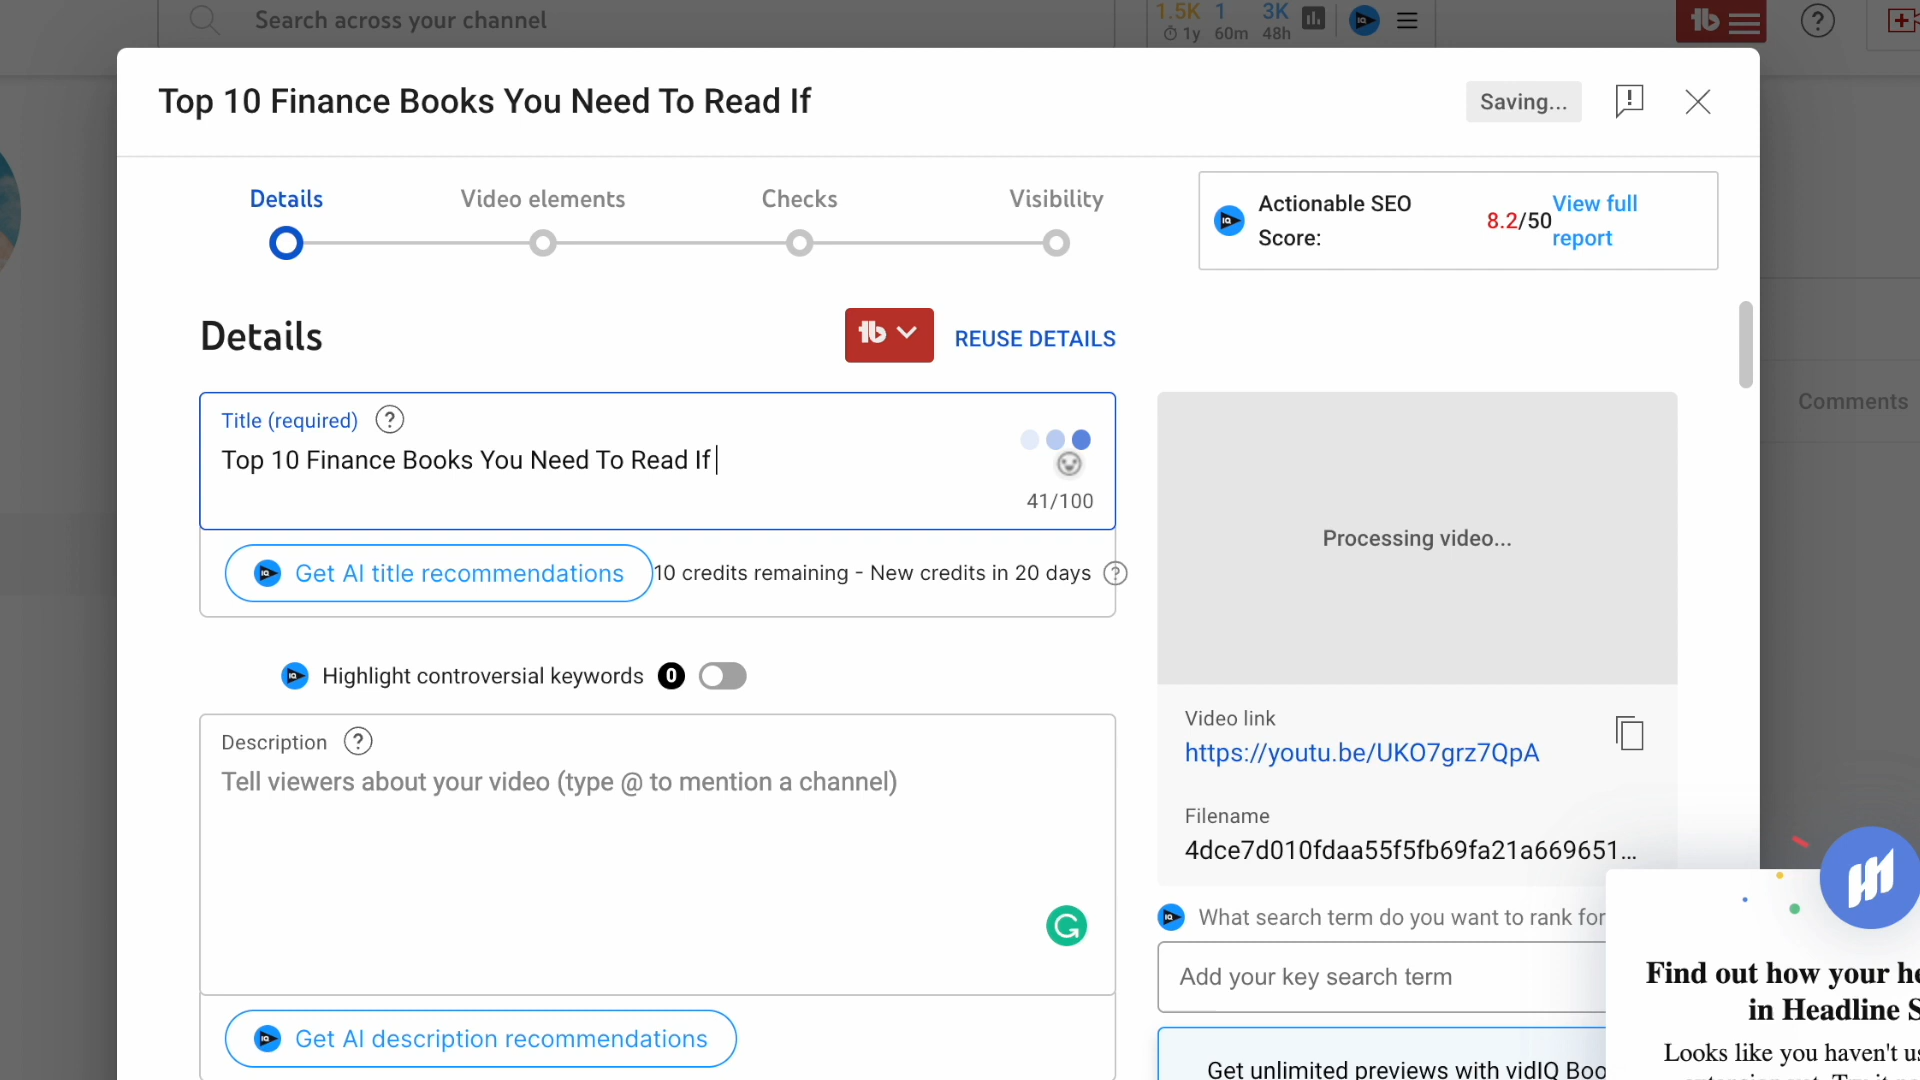 Search across your channel
1.5K 1 3K
1y 60m 48h
Top 10 Finance Books You Need To Read If
Saving...
Details Video elements Checks Visibility
Actionable SEO Score: 8.2/50 View full report
Details
REUSE DETAILS
Title (required)
Top 10 Finance Books You Need To Read If
41/100
Get AI title recommendations 10 credits remaining - New credits in 20 days
Highlight controversial keywords 0
Description
Tell viewers about your video (type @ to mention a channel)
Get AI description recommendations
Processing video...
Video link
https://youtu.be/UKO7grz7QpA
Filename
4dce7d010fdaa55f5fb69fa21a669651...
What search term do you want to rank for
Add your key search term
Get unlimited previews with vidIQ Boo
Comments
Find out how your he
in Headline S
Looks like you haven't us